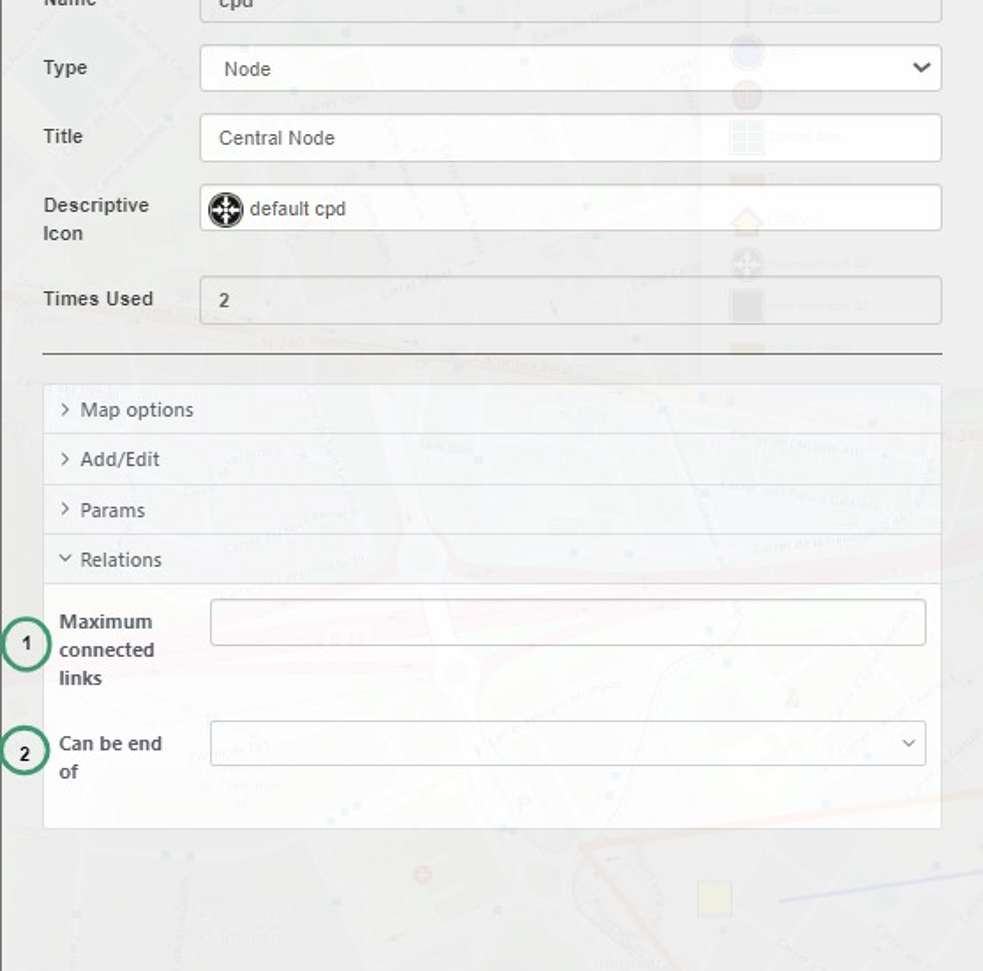 Name
cpd
Type
Node
Title
Central Node
Descriptive
Icon
default cpd
Times Used
2
Map options
Add/Edit
Params
Relations
1
Maximum
connected
links
2
Can be end
of